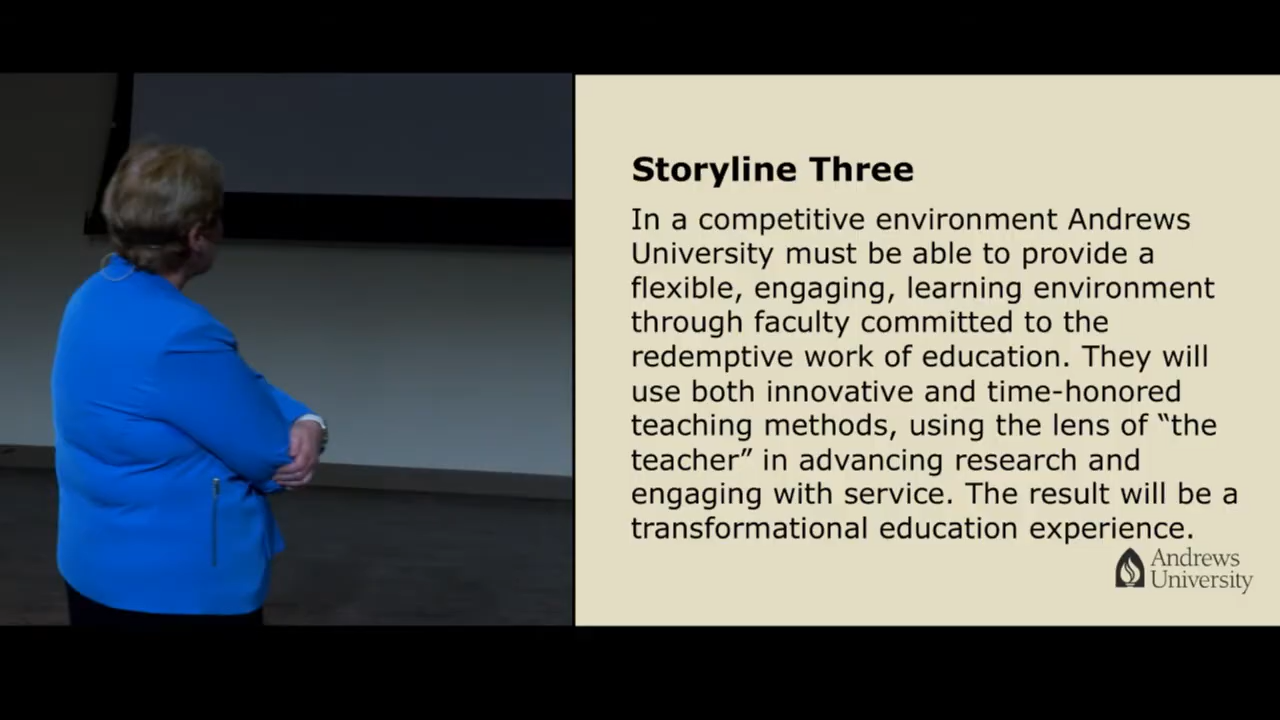 Storyline Three
In a competitive environment Andrews
University must be able to provide a
flexible, engaging, learning environment
through faculty committed to the
redemptive work of education. They will
use both innovative and time-honored
teaching methods, using the lens of “the
teacher” in advancing research and
engaging with service. The result will be a
transformational education experience.
Andrews
University